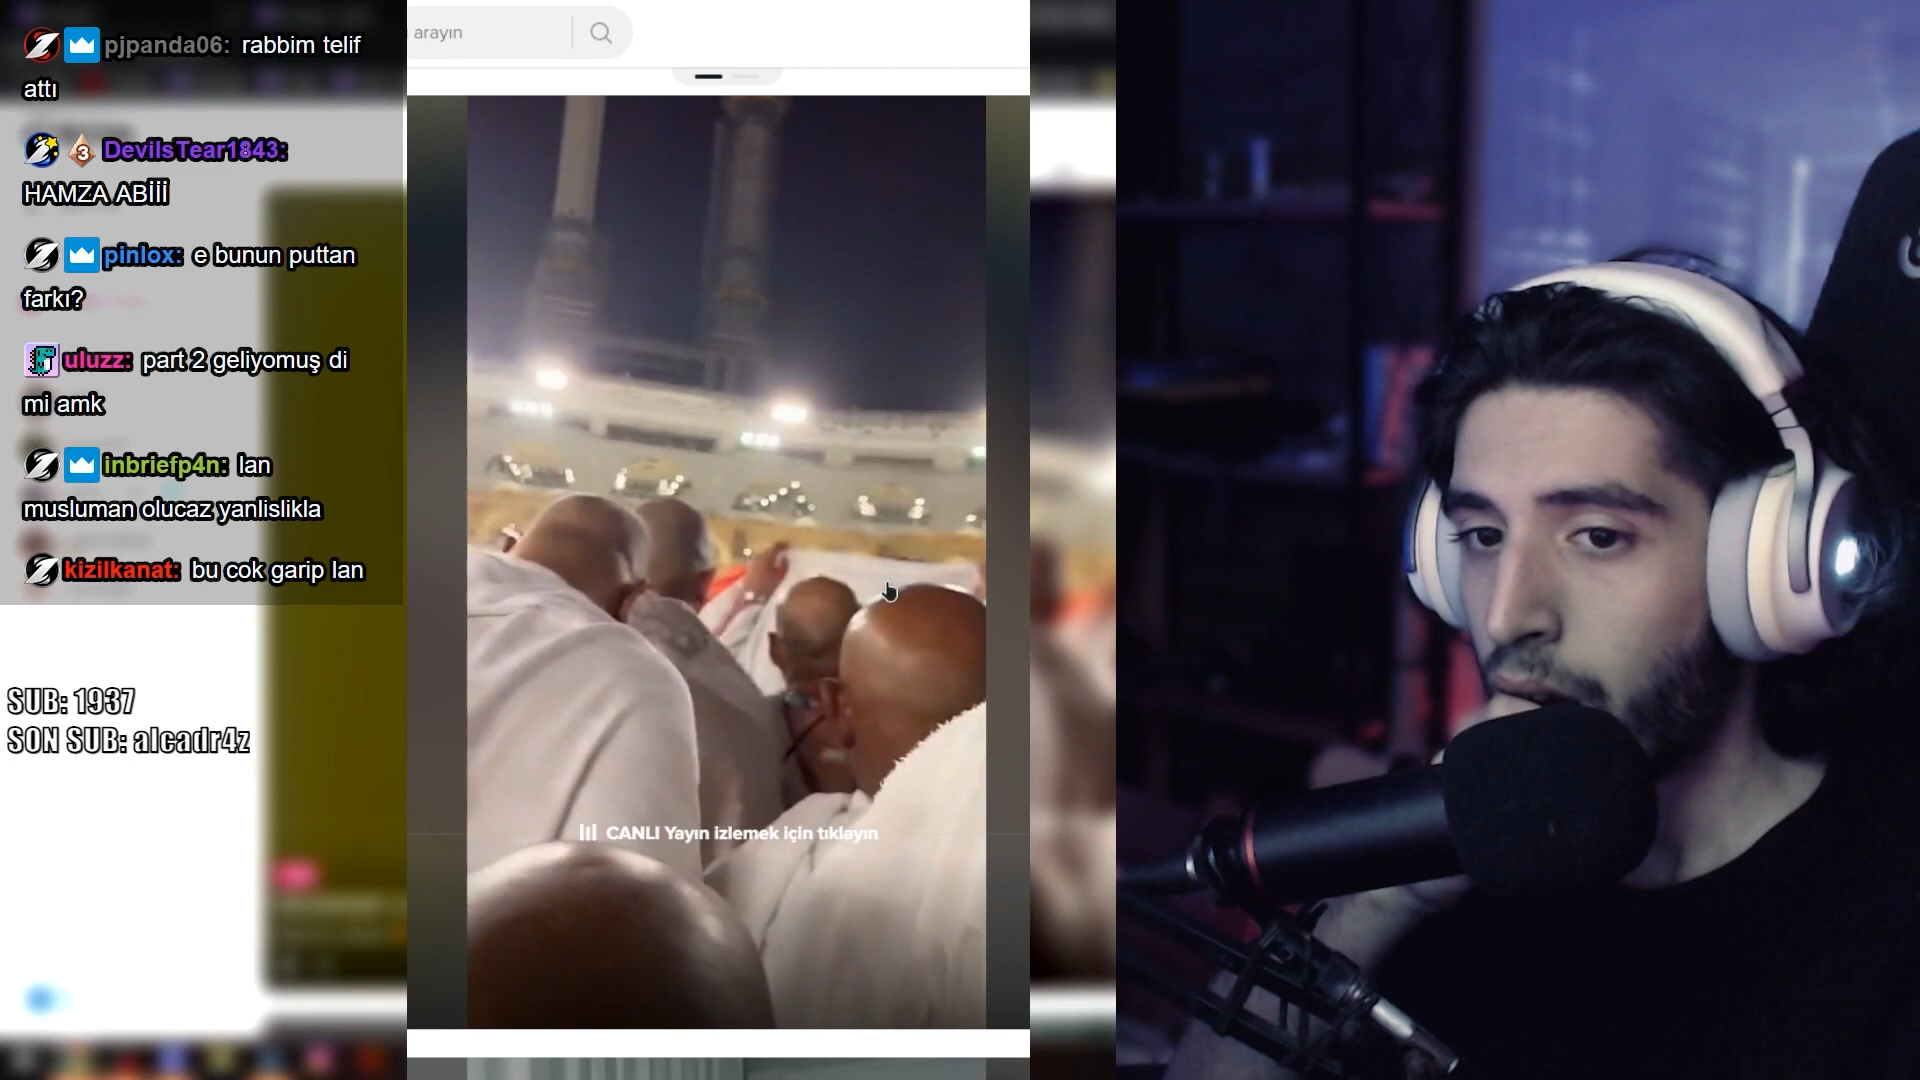 pjpanda06: rabbim telif
attı
DevilsTear1843:
HAMZA ABİİİ
pinlox: e bunun puttan
farkı?
uluzz: part 2 geliyomuş di
mi amk
inbriefp4n: lan
musluman olucaz yanlislikla
kizilkanat: bu cok garip lan
SUB: 1937
SON SUB: alcadr4z
arayın
CANLI Yayın izlemek için tıklayın